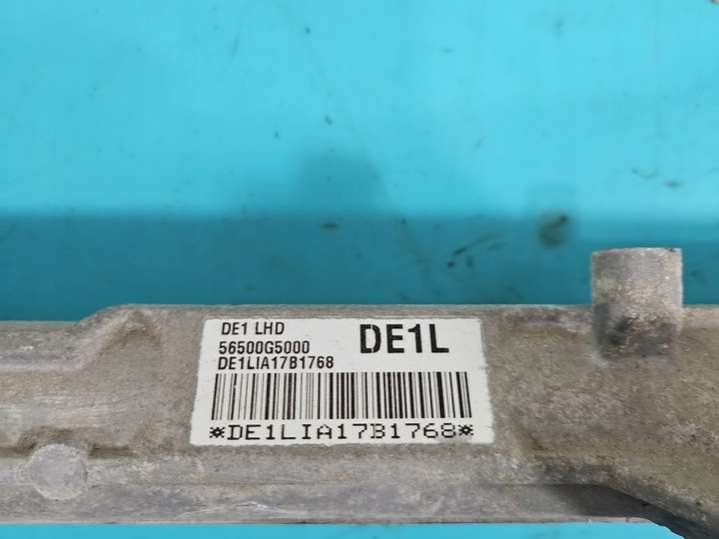 DE1 LHD
DE1L
56500G5000
DE1LIA17B1768
*DE1LIA17B1768*